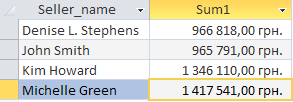 Seller_name Sum1
Denise L. Stephens 966 818,00 грн.
John Smith 965 791,00 грн.
Kim Howard 1 346 110,00 грн.
Michelle Green 1 417 541,00 грн.